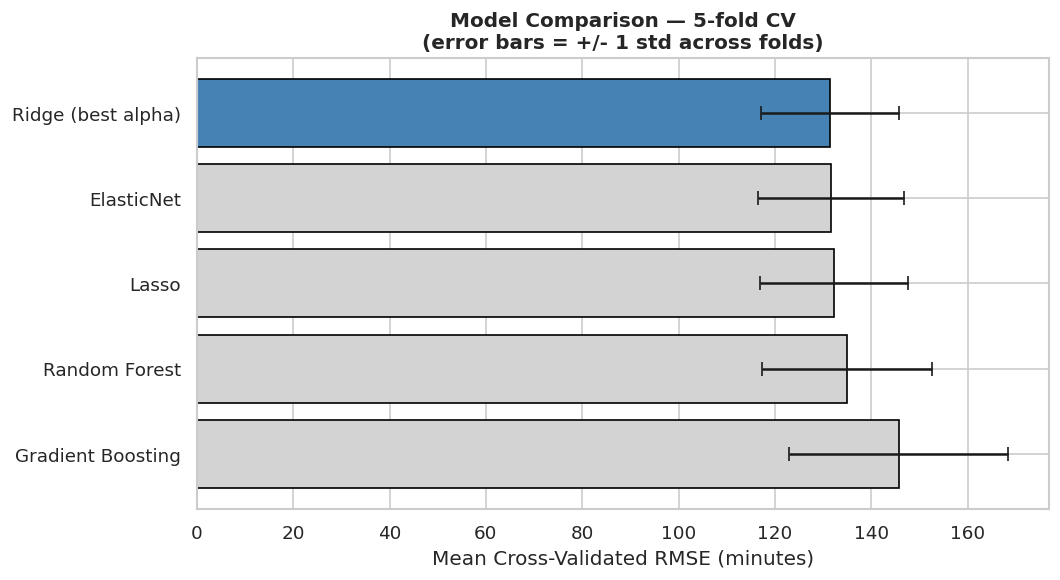 Model Comparison — 5-fold CV
(error bars = +/- 1 std across folds)
Ridge (best alpha)
ElasticNet
Lasso
Random Forest
Gradient Boosting
0 20 40 60 80 100 120 140 160
Mean Cross-Validated RMSE (minutes)